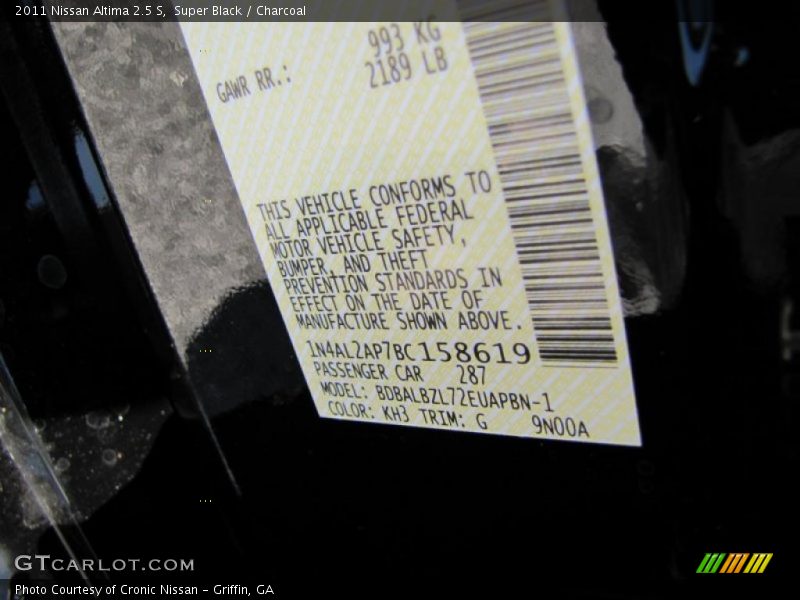 2011 Nissan Altima 2.5 S, Super Black / Charcoal
993 KG
GAWR RR.: 2189 LB
THIS VEHICLE CONFORMS TO
ALL APPLICABLE FEDERAL
MOTOR VEHICLE SAFETY,
BUMPER, AND THEFT
PREVENTION STANDARDS IN
EFFECT ON THE DATE OF
MANUFACTURE SHOWN ABOVE.
1N4AL2AP7BC158619
PASSENGER CAR 287
MODEL: BDBALBZL72EUAPBN-1
COLOR: KH3 TRIM: G 9N00A
GTCARLOT.COM
Photo Courtesy of Cronic Nissan - Griffin, GA